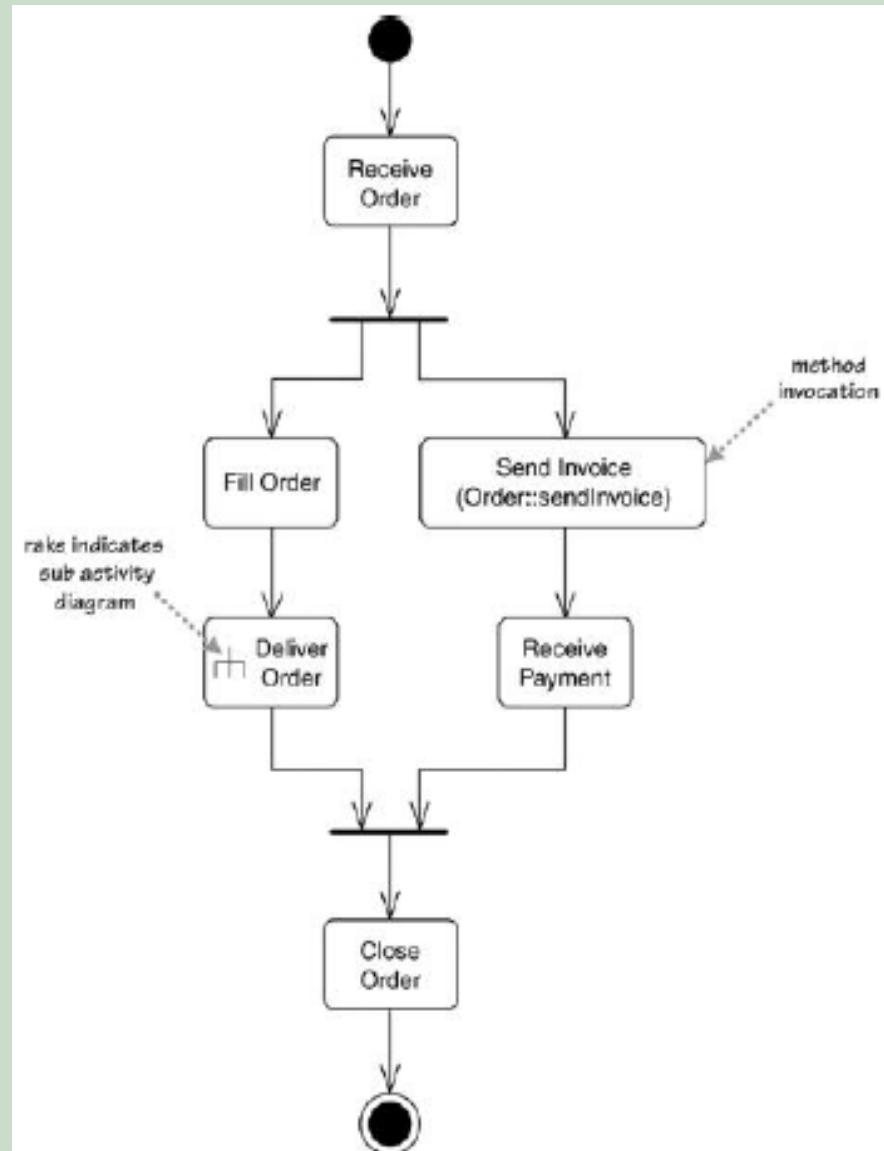 Receive
Order
method
invocation
Fill Order
Send Invoice
(Order::sendInvoice)
rake indicates
sub activity
diagram
Deliver
Order
Receive
Payment
Close
Order